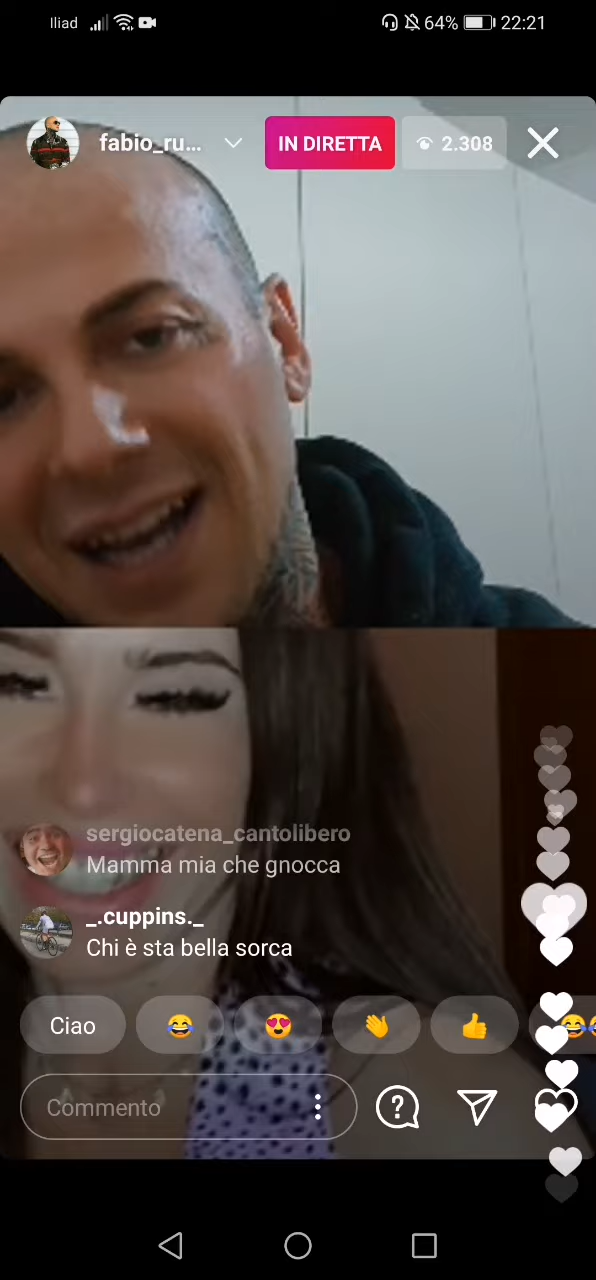 Iliad 64% 22:21
fabio_ru... IN DIRETTA 2.308
sergiocatena_cantolibero
Mamma mia che gnocca
_.cuppins._
Chi è sta bella sorca
Ciao
Commento